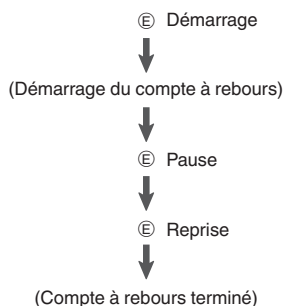 Ⓔ Démarrage
(Démarrage du compte à rebours)
Ⓔ Pause
Ⓔ Reprise
(Compte à rebours terminé)